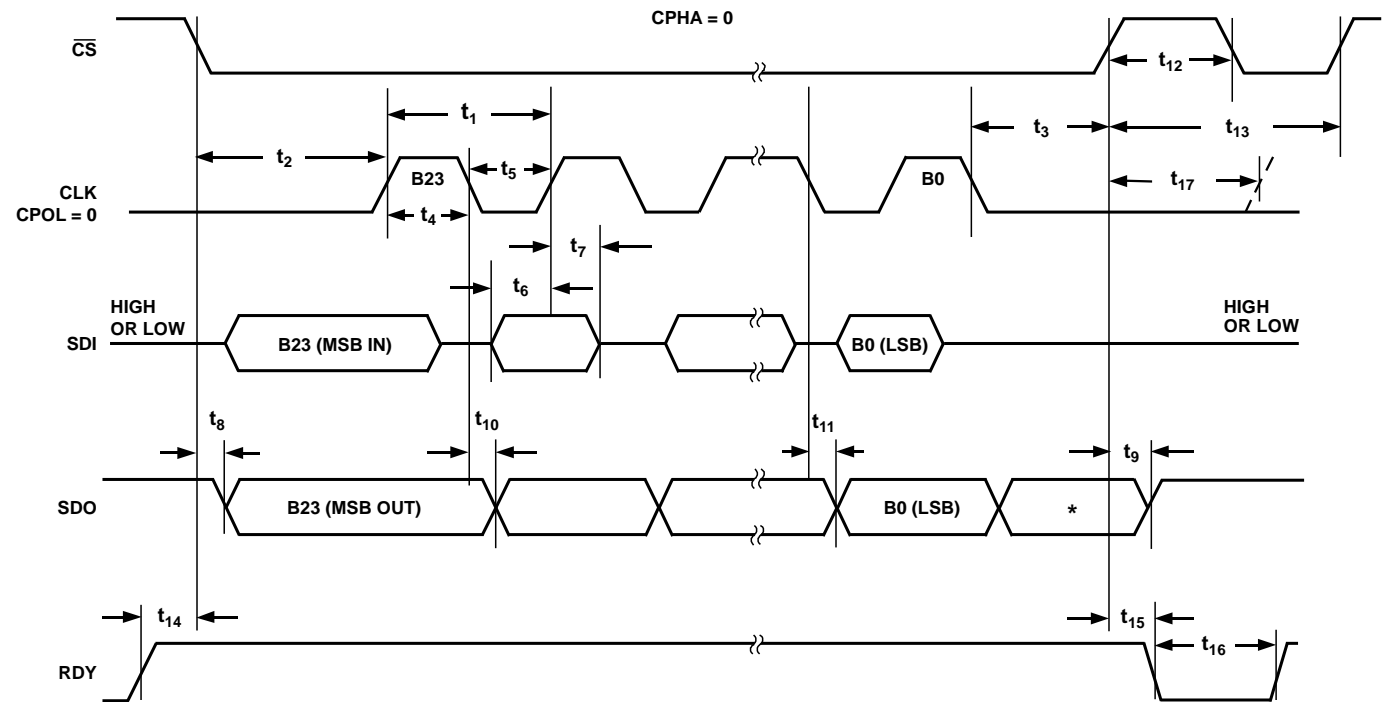 CPHA = 0
CS
t12
t1
t3
t13
t2
t5
t17
CLK
CPOL = 0
B23
B0
t4
t7
t6
HIGH
OR LOW
HIGH
OR LOW
SDI
B23 (MSB IN)
B0 (LSB)
t8
t10
t11
t9
SDO
B23 (MSB OUT)
B0 (LSB)
*
t14
t15
t16
RDY